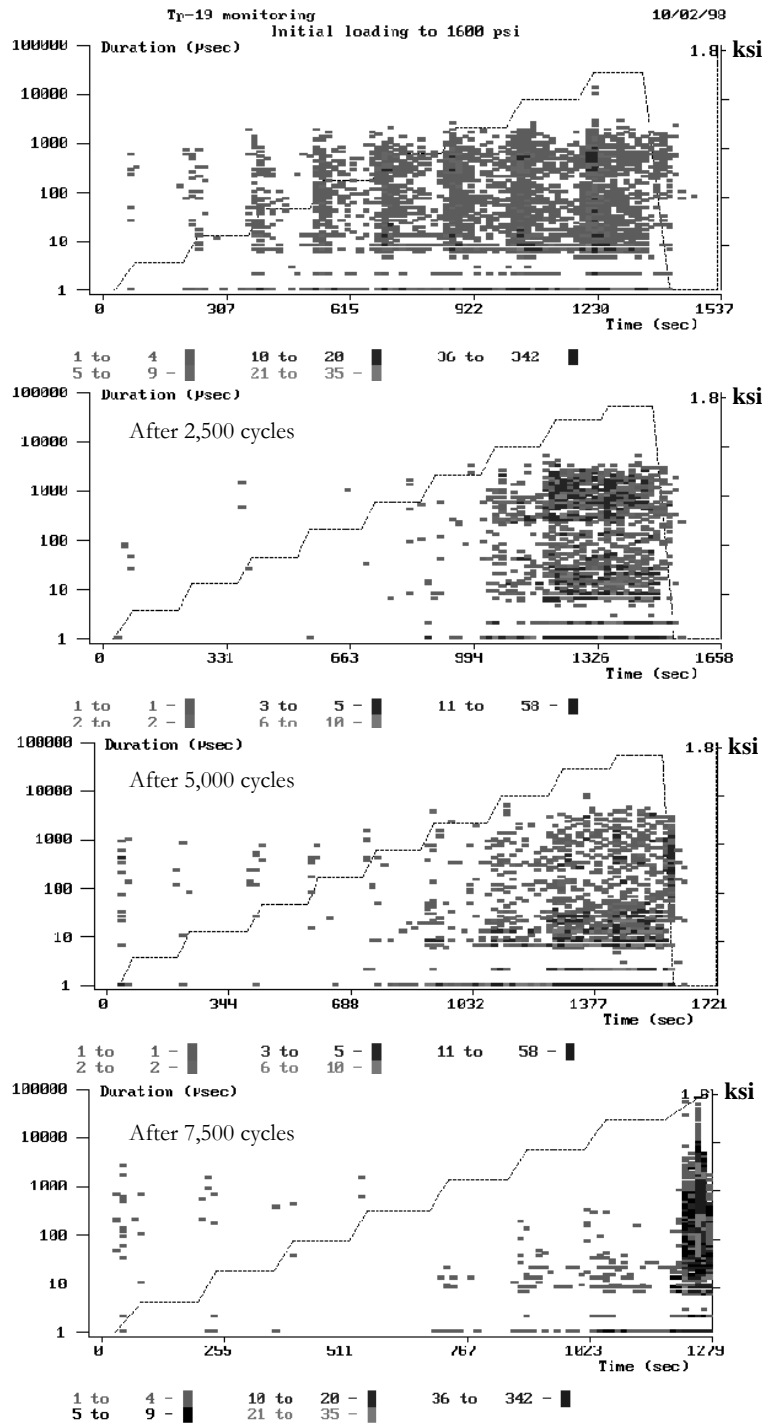 Tp-19 monitoring 10/02/98
Initial loading to 1600 psi
100000 Duration (µsec) 1.8 ksi
10000
1000
100
10
1
0 307 615 922 1230 1537
Time (sec)
1 to 4 10 to 20 36 to 342
5 to 9 - 21 to 35 -
100000 Duration (µsec) 1.8 ksi
After 2,500 cycles
10000
1000
100
10
1
0 331 663 994 1326 1658
Time (sec)
1 to 1 - 3 to 5 - 11 to 58 -
2 to 2 - 6 to 10 -
100000 Duration (µsec) 1.8 ksi
After 5,000 cycles
10000
1000
100
10
1
0 344 688 1032 1377 1721
Time (sec)
1 to 1 - 3 to 5 - 11 to 58 -
2 to 2 - 6 to 10 -
100000 Duration (µsec) 1.8 ksi
After 7,500 cycles
10000
1000
100
10
1
0 255 511 767 1023 1279
Time (sec)
1 to 4 - 10 to 20 - 36 to 342 -
5 to 9 - 21 to 35 -